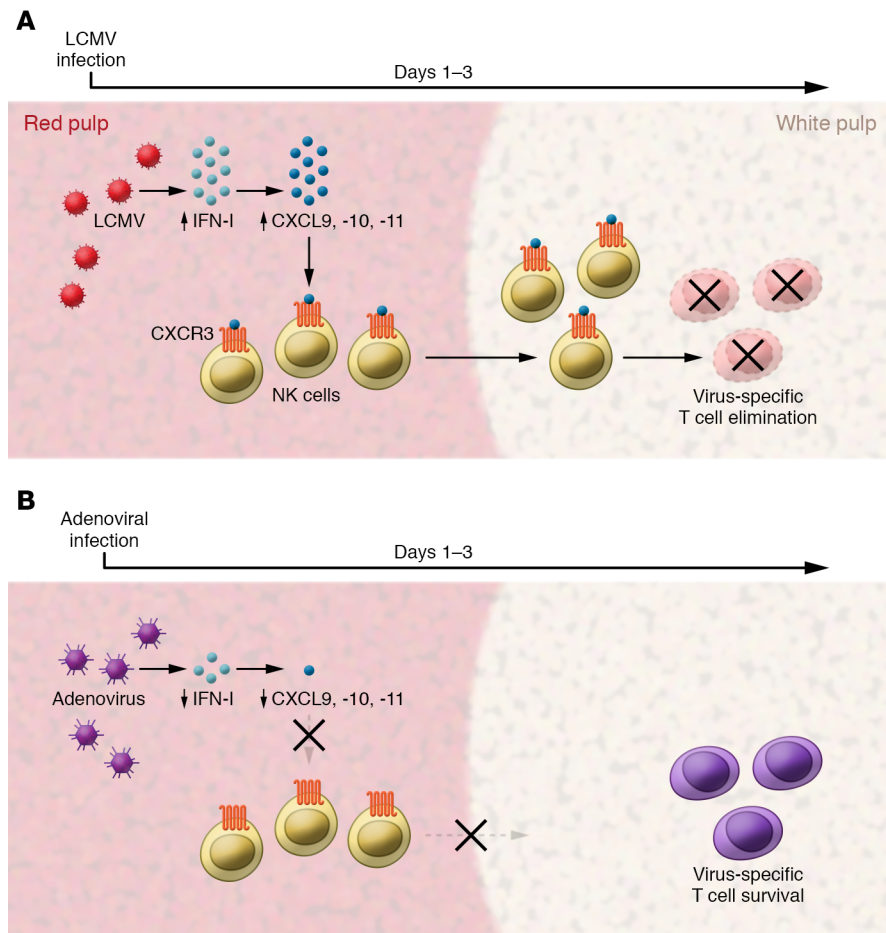 A
LCMV
infection
Days 1–3
Red pulp
White pulp
LCMV
IFN-I
CXCL9, -10, -11
CXCR3
NK cells
Virus-specific
T cell elimination
B
Adenoviral
infection
Days 1–3
Adenovirus
IFN-I
CXCL9, -10, -11
Virus-specific
T cell survival